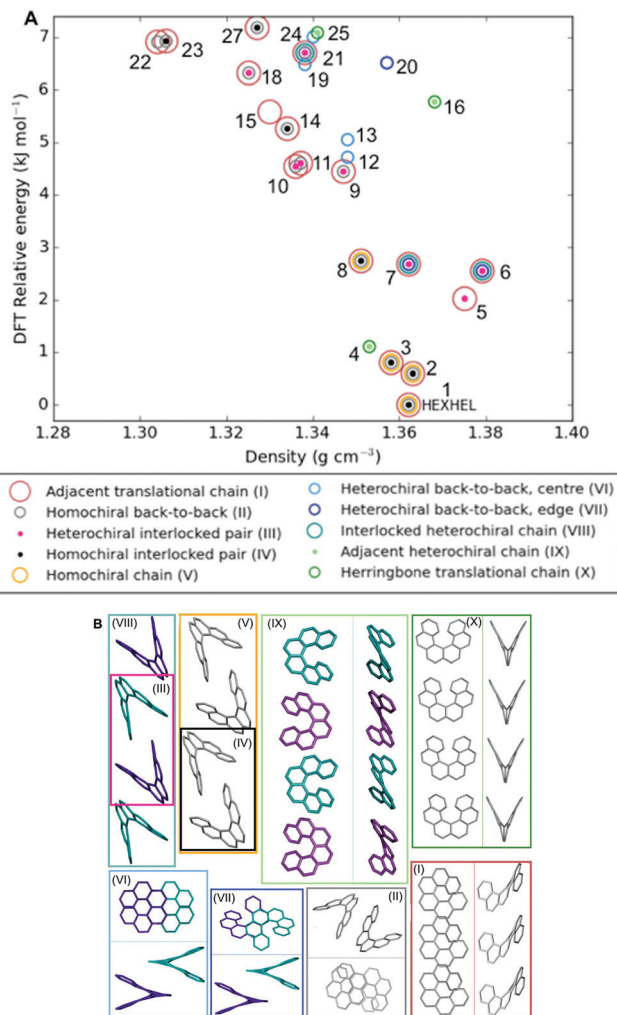 A
DFT Relative energy (kJ mol⁻¹)
7
6
5
4
3
2
1
0
27
24
25
22
23
21
19
20
18
16
15
14
13
12
11
10
9
8
7
6
5
4
3
2
1
HEXHEL
1.28 1.30 1.32 1.34 1.36 1.38 1.40
Density (g cm⁻³)
Adjacent translational chain (I)
Homochiral back-to-back (II)
Heterochiral interlocked pair (III)
Homochiral interlocked pair (IV)
Homochiral chain (V)
Heterochiral back-to-back, centre (VI)
Heterochiral back-to-back, edge (VII)
Interlocked heterochiral chain (VIII)
Adjacent heterochiral chain (IX)
Herringbone translational chain (X)
B
(VIII)
(V)
(IX)
(X)
(III)
(IV)
(VI)
(VII)
(II)
(I)